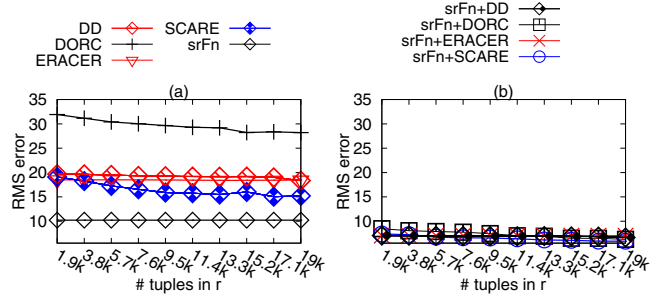 DD
DORC
ERACER
SCARE
srFn
srFn+DD
srFn+DORC
srFn+ERACER
srFn+SCARE
(a)
RMS error
35
30
25
20
15
10
1.9k 3.8k 5.7k 7.6k 9.5k 11.4k 13.3k 15.2k 17.1k 19k
# tuples in r
(b)
RMS error
35
30
25
20
15
10
1.9k 3.8k 5.7k 7.6k 9.5k 11.4k 13.3k 15.2k 17.1k 19k
# tuples in r